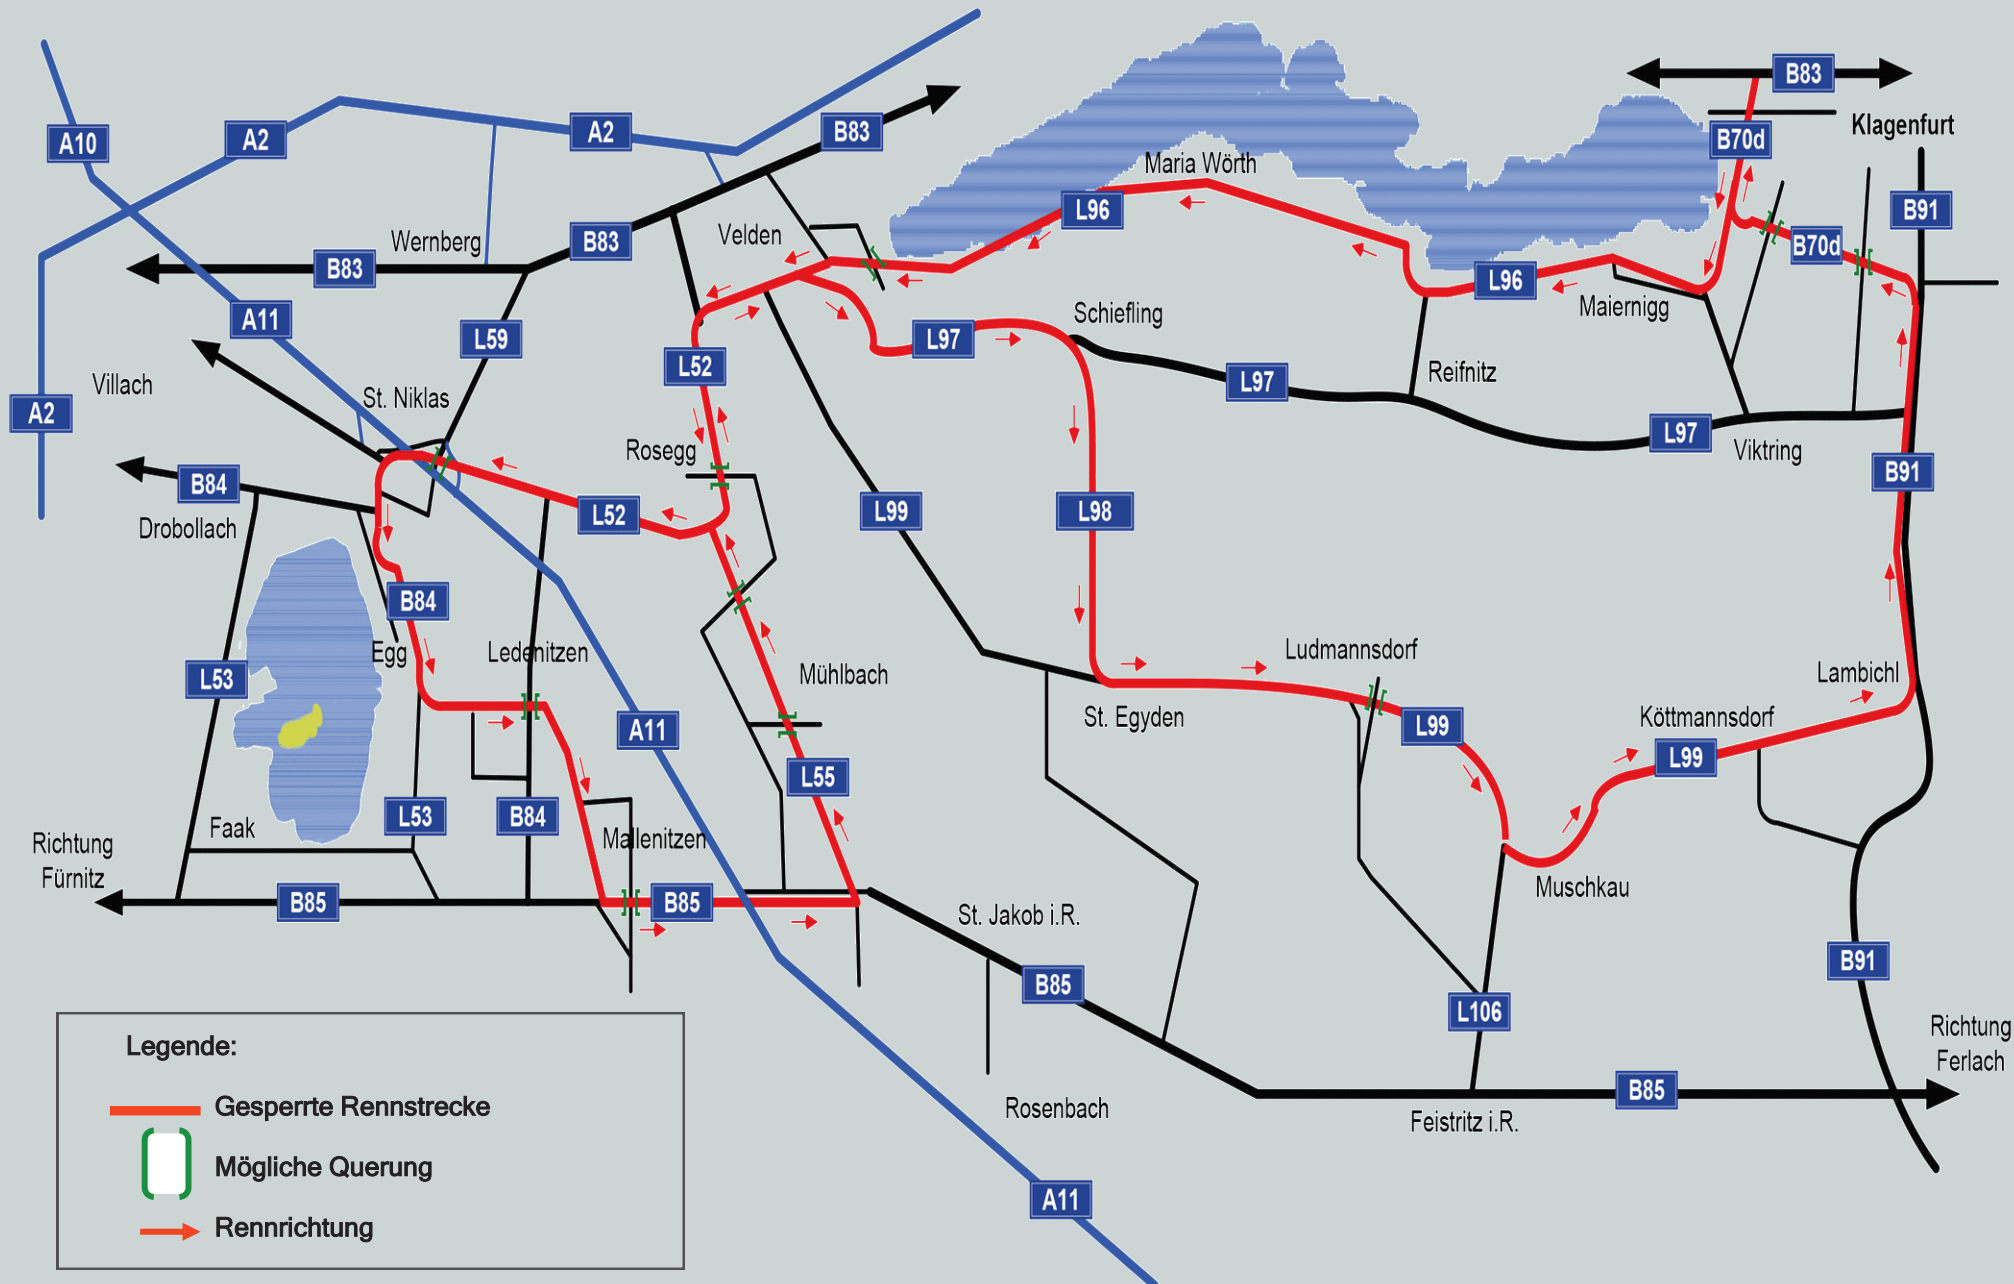 B83
A10
A2
A2
B83
B70d
Klagenfurt
Maria Wörth
L96
B91
Velden
Wernberg
B83
B70d
B83
L96
Maiernigg
A11
L59
Schiefling
L97
L52
Reifnitz
L97
Villach
St. Niklas
A2
L97
Viktring
Rosegg
B91
B84
L52
L99
L98
Drobollach
B84
Egg
Ledenitzen
Ludmannsdorf
L53
Mühlbach
Lambichl
St. Egyden
Köttmannsdorf
A11
L99
L99
L55
Faak
L53
B84
Mallenitzen
Richtung
Fürnitz
B85
B85
St. Jakob i.R.
Muschkau
B85
B91
L106
Richtung
Ferlach
B85
Rosenbach
Feistritz i.R.
A11
Legende:
Gesperrte Rennstrecke
Mögliche Querung
Rennrichtung